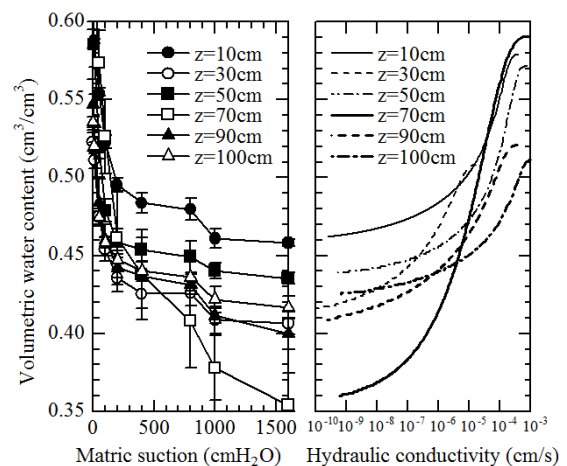 0.60
0.55
0.50
0.45
0.40
0.35
Volumetric water content (cm³/cm³)
z=10cm
z=30cm
z=50cm
z=70cm
z=90cm
z=100cm
0 500 1000 1500
Matric suction (cmH₂O)
z=10cm
z=30cm
z=50cm
z=70cm
z=90cm
z=100cm
10⁻¹⁰ 10⁻⁹ 10⁻⁸ 10⁻⁷ 10⁻⁶ 10⁻⁵ 10⁻⁴ 10⁻³
Hydraulic conductivity (cm/s)